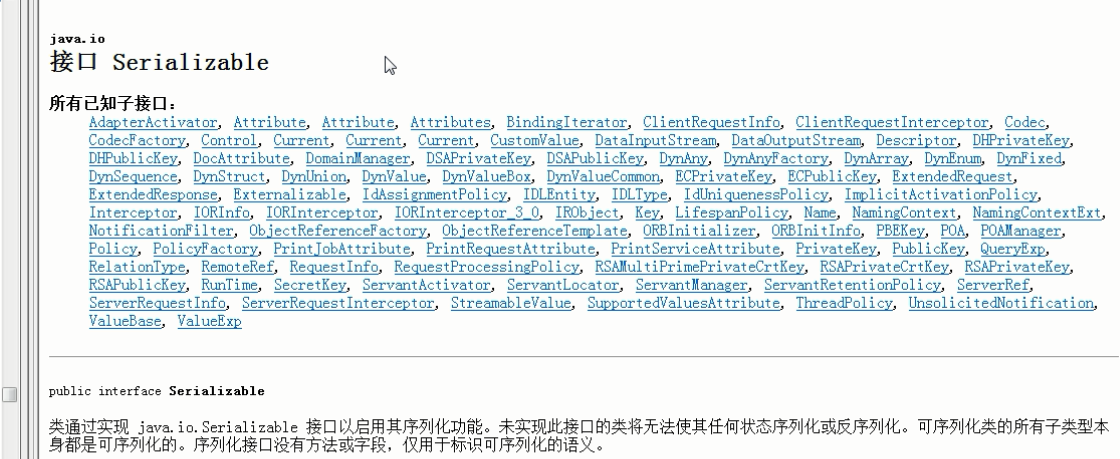 java.io
接口 Serializable
所有已知子接口：
AdapterActivator, Attribute, Attribute, Attributes, BindingIterator, ClientRequestInfo, ClientRequestInterceptor, Codec,
CodecFactory, Control, Current, Current, Current, CustomValue, DataInputStream, DataOutputStream, Descriptor, DHPrivateKey,
DHPublicKey, DocAttribute, DomainManager, DSAPrivateKey, DSAPublicKey, DynAny, DynAnyFactory, DynArray, DynEnum, DynFixed,
DynSequence, DynStruct, DynUnion, DynValue, DynValueBox, DynValueCommon, ECPrivateKey, ECPublicKey, ExtendedRequest,
ExtendedResponse, Externalizable, IdAssignmentPolicy, IDLEntity, IDLType, IdUniquenessPolicy, ImplicitActivationPolicy,
Interceptor, IORInfo, IORInterceptor, IORInterceptor_3_0, IRObject, Key, LifespanPolicy, Name, NamingContext, NamingContextExt,
NotificationFilter, ObjectReferenceFactory, ObjectReferenceTemplate, ORBInitializer, ORBInitInfo, PBEKey, POA, POAManager,
Policy, PolicyFactory, PrintJobAttribute, PrintRequestAttribute, PrintServiceAttribute, PrivateKey, PublicKey, QueryExp,
RelationType, RemoteRef, RequestInfo, RequestProcessingPolicy, RSAMultiPrimePrivateCrtKey, RSAPrivateCrtKey, RSAPrivateKey,
RSAPublicKey, RunTime, SecretKey, ServantActivator, ServantLocator, ServantManager, ServantRetentionPolicy, ServerRef,
ServerRequestInfo, ServerRequestInterceptor, StreamableValue, SupportedValuesAttribute, ThreadPolicy, UnsolicitedNotification,
ValueBase, ValueExp
public interface Serializable
类通过实现 java.io.Serializable 接口以启用其序列化功能。未实现此接口的类将无法使其任何状态序列化或反序列化。可序列化类的所有子类型本
身都是可序列化的。序列化接口没有方法或字段，仅用于标识可序列化的语义。